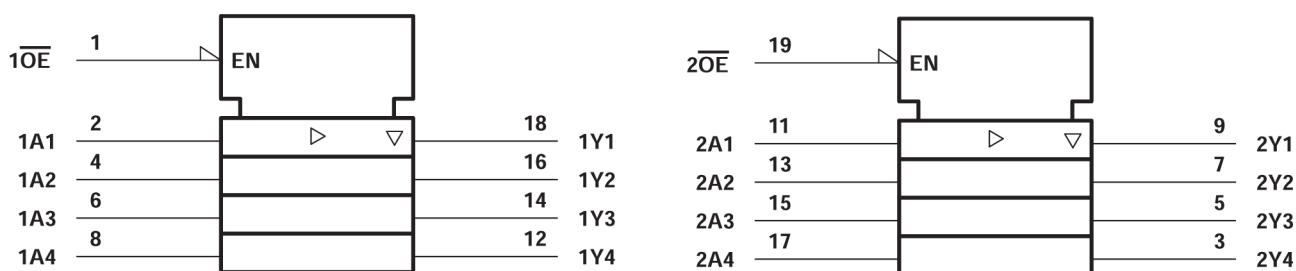 1OE 1 EN
1A1 2 18 1Y1
1A2 4 16 1Y2
1A3 6 14 1Y3
1A4 8 12 1Y4
2OE 19 EN
2A1 11 9 2Y1
2A2 13 7 2Y2
2A3 15 5 2Y3
2A4 17 3 2Y4